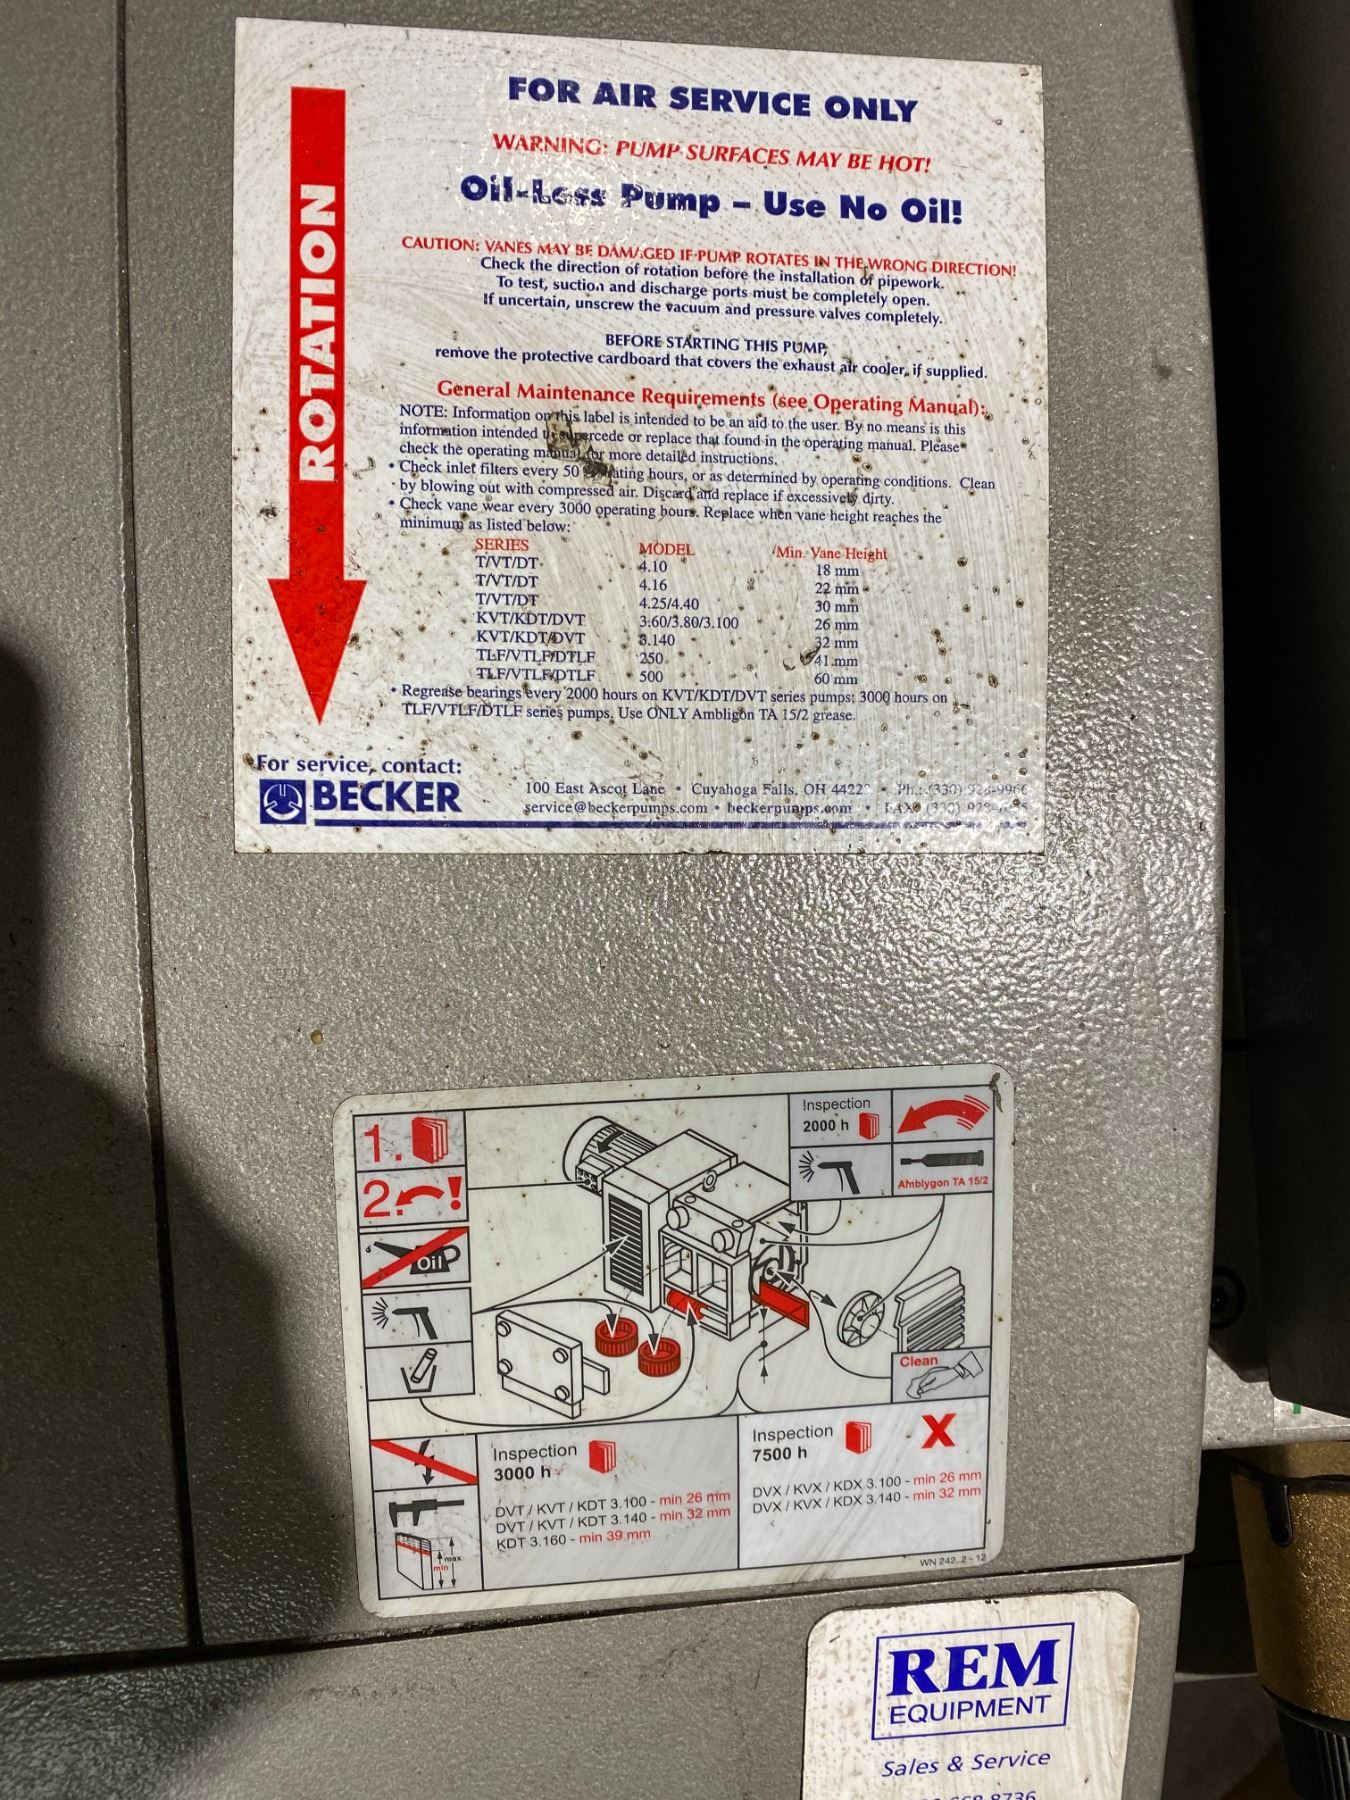 FOR AIR SERVICE ONLY
WARNING: PUMP SURFACES MAY BE HOT!
Oil-Less Pump – Use No Oil!
CAUTION: VANES MAY BE DAMAGED IF PUMP ROTATES IN THE WRONG DIRECTION!
Check the direction of rotation before the installation of pipework.
To test, suction and discharge ports must be completely open.
If uncertain, unscrew the vacuum and pressure valves completely.
BEFORE STARTING THIS PUMP,
remove the protective cardboard that covers the exhaust air cooler, if supplied.
General Maintenance Requirements (see Operating Manual):
NOTE: Information on this label is intended to be an aid to the user. By no means is this
information intended to supercede or replace that found in the operating manual. Please
check the operating manual for more detailed instructions.
• Check inlet filters every 50 operating hours, or as determined by operating conditions. Clean
by blowing out with compressed air. Discard and replace if excessively dirty.
• Check vane wear every 3000 operating hours. Replace when vane height reaches the
minimum as listed below:
SERIES MODEL Min. Vane Height
T/VT/DT 4.10 18 mm
T/VT/DT 4.16 22 mm
T/VT/DT 4.25/4.40 30 mm
KVT/KDT/DVT 3.60/3.80/3.100 26 mm
KVT/KDT/DVT 3.140 32 mm
TLF/VTLF/DTLF 250 41 mm
TLF/VTLF/DTLF 500 60 mm
• Regrease bearings every 2000 hours on KVT/KDT/DVT series pumps; 3000 hours on
TLF/VTLF/DTLF series pumps. Use ONLY Ambligon TA 15/2 grease.
ROTATION
For service, contact:
BECKER
100 East Ascot Lane • Cuyahoga Falls, OH 44223 • Ph.: (330) 928-9966
service@beckerpumps.com • beckerpumps.com • FAX (330) 928-
1.
2. !
Oil
Inspection
2000 h
Amblygon TA 15/2
Clean
Inspection
3000 h
DVT / KVT / KDT 3.100 - min 26 mm
DVT / KVT / KDT 3.140 - min 32 mm
KDT 3.160 - min 39 mm
max
min
Inspection
7500 h
X
DVX / KVX / KDX 3.100 - min 26 mm
DVX / KVX / KDX 3.140 - min 32 mm
WN 242. 2 - 12
REM
EQUIPMENT
Sales & Service
8736